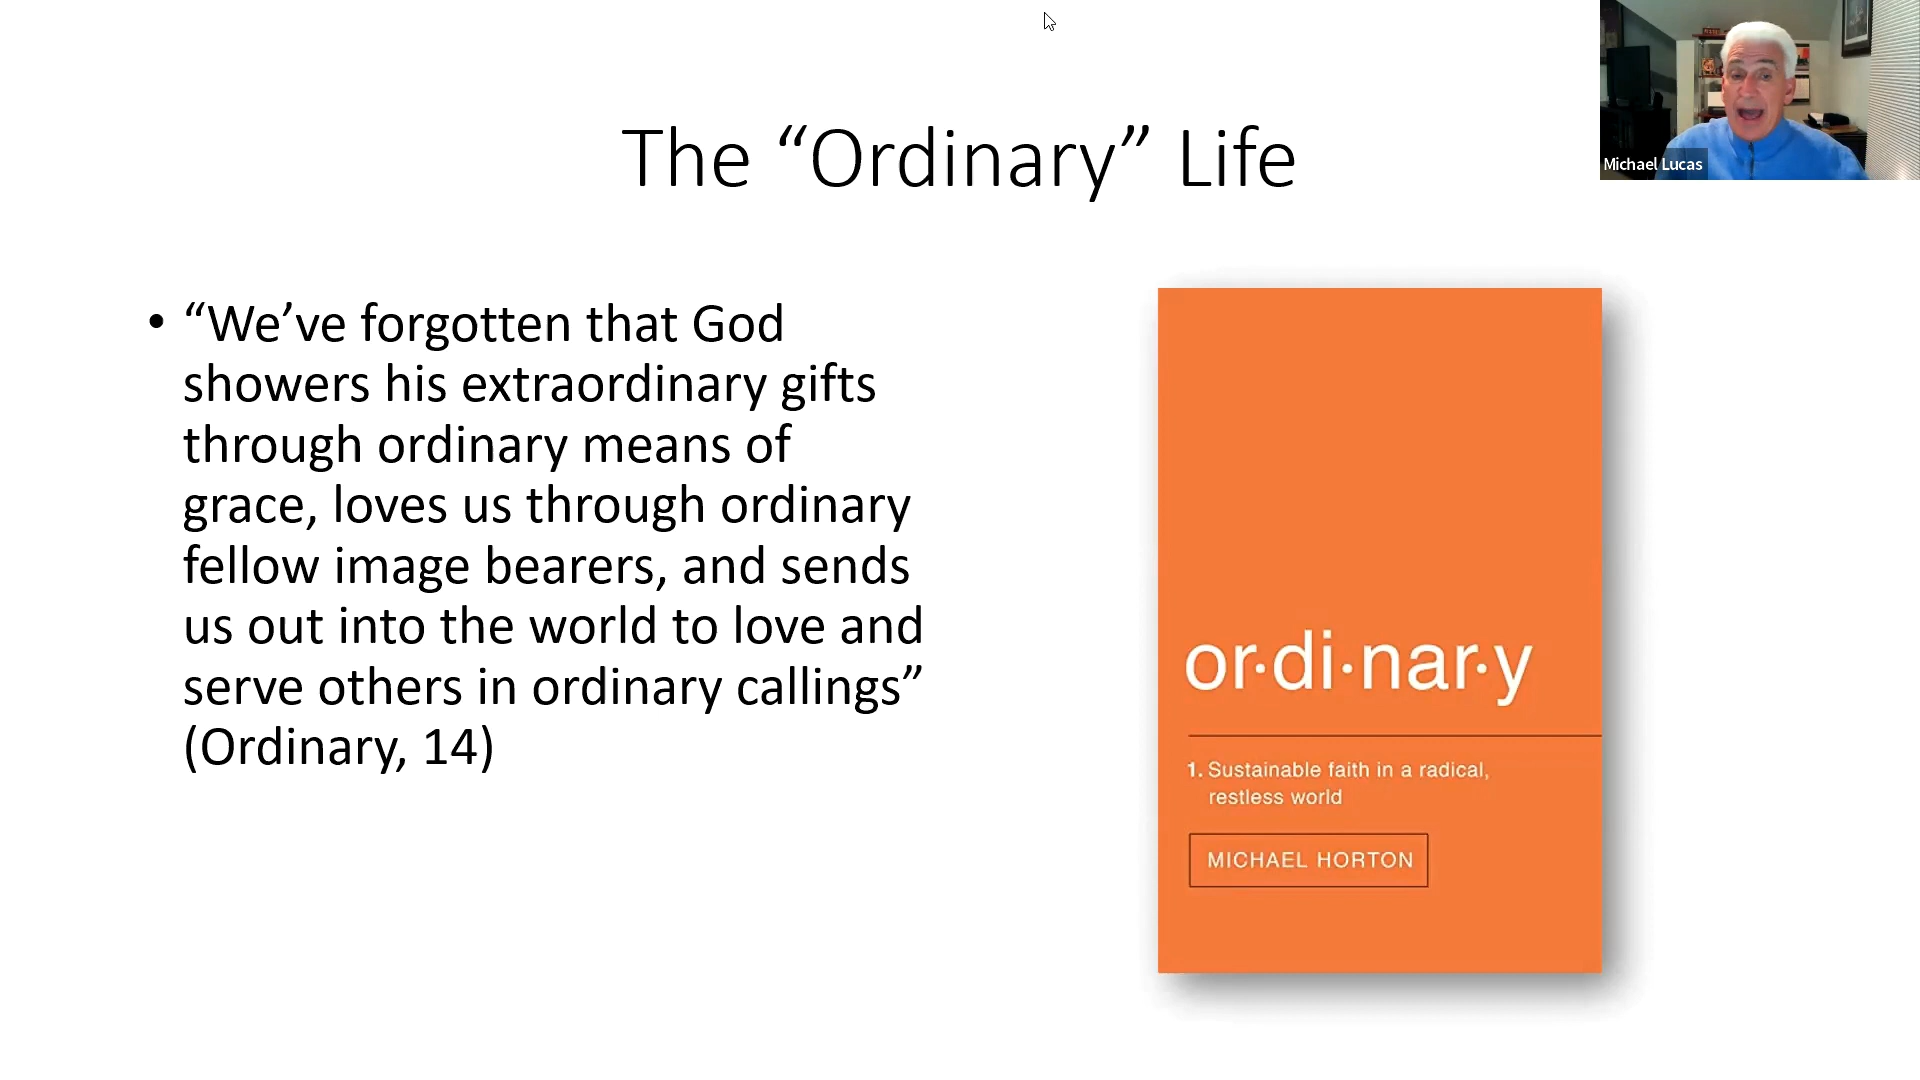 The “Ordinary” Life
Michael Lucas
• “We’ve forgotten that God
showers his extraordinary gifts
through ordinary means of
grace, loves us through ordinary
fellow image bearers, and sends
us out into the world to love and
serve others in ordinary callings”
(Ordinary, 14)
or·di·nar·y
1. Sustainable faith in a radical,
restless world
MICHAEL HORTON